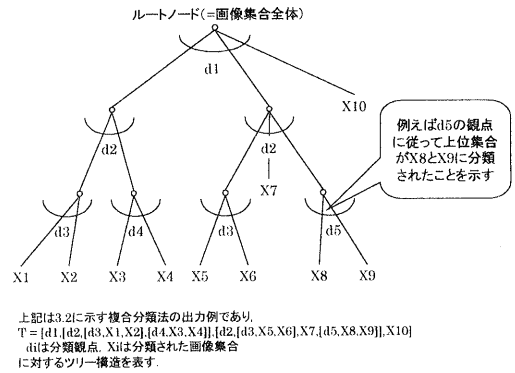 ルートノード(=画像集合全体)
d1
X10
d2
d2
X7
例えばd5の観点
に従って上位集合
がX8とX9に分類
されたことを示す
d3
d4
d3
d5
X1
X2
X3
X4
X5
X6
X8
X9
上記は3.2に示す複合分類法の出力例であり,
T = [d1,[d2,[d3,X1,X2],[d4,X3,X4]],[d2,[d3,X5,X6],X7,[d5,X8,X9]],X10]
diは分類観点, Xiは分類された画像集合
に対するツリー構造を表す.